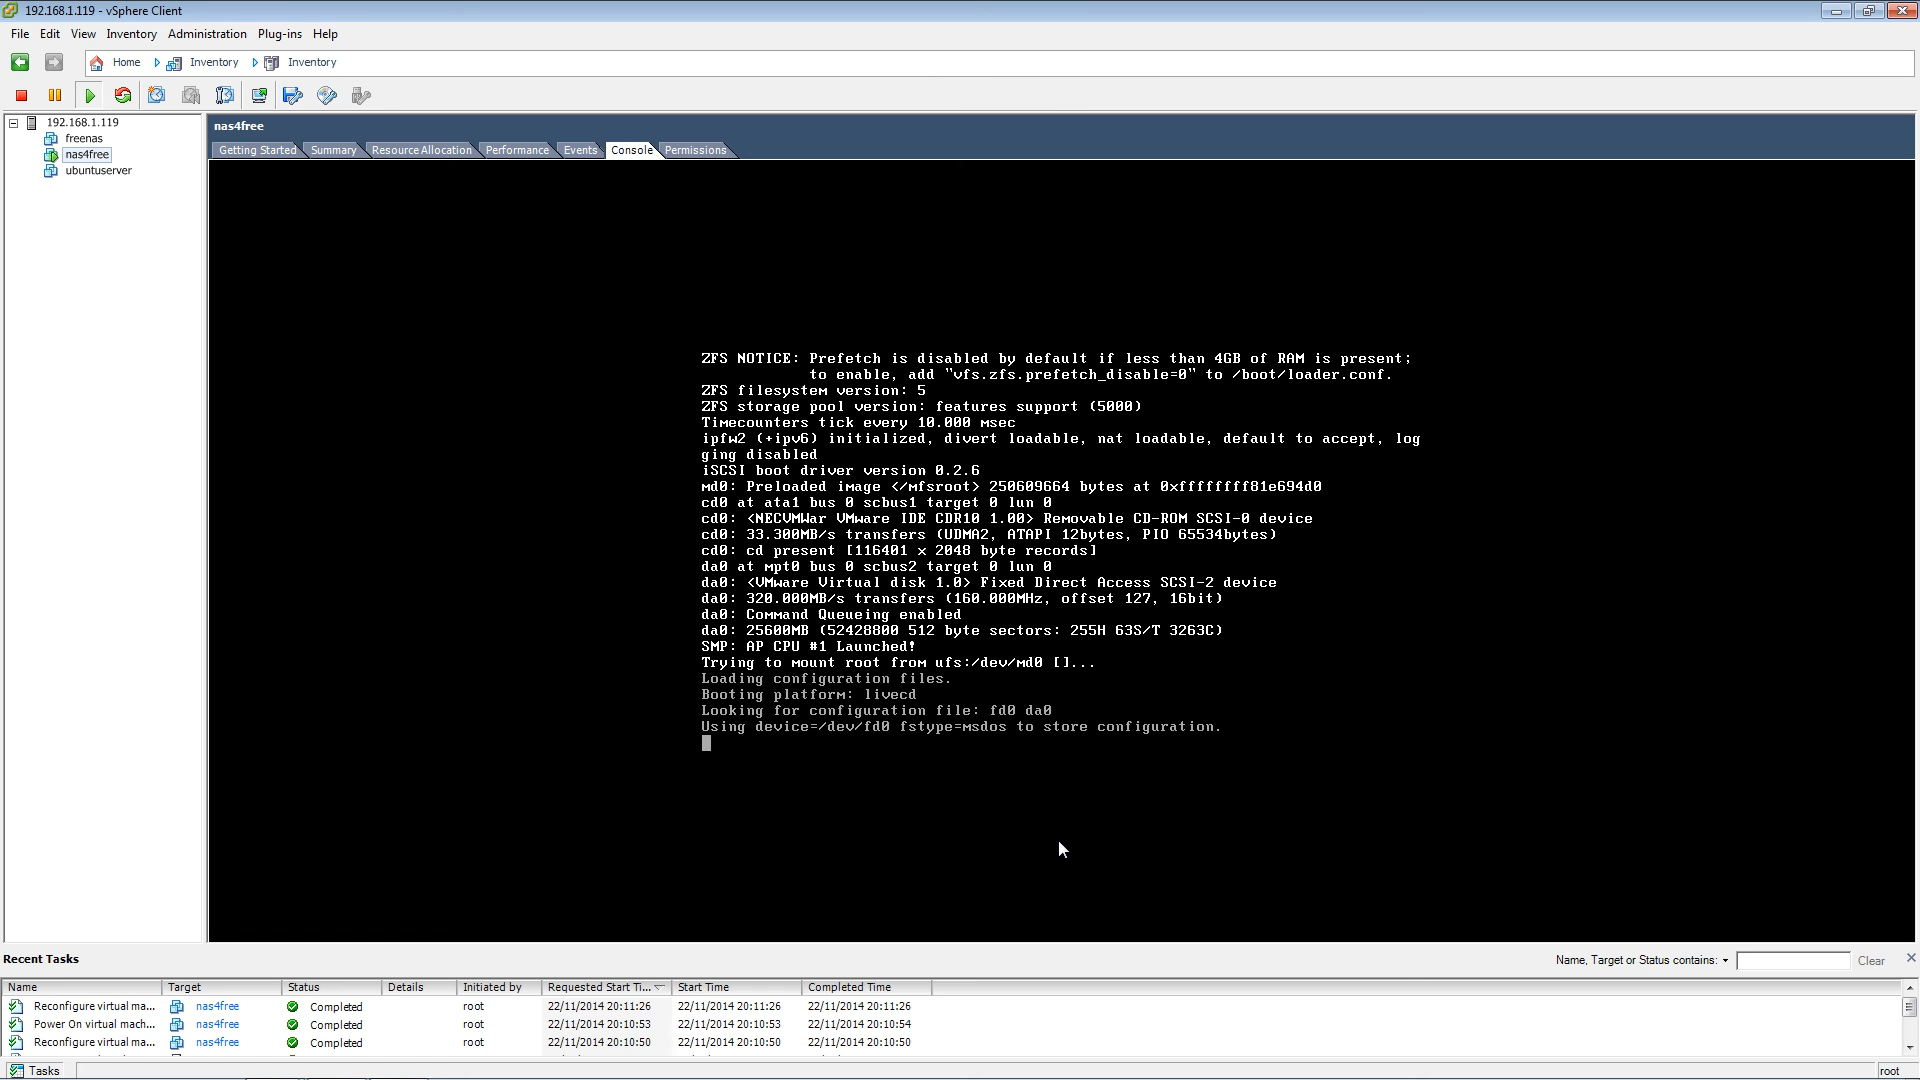 192.168.1.119 - vSphere Client
File Edit View Inventory Administration Plug-ins Help
Home Inventory Inventory
192.168.1.119
freenas
nas4free
ubuntuserver
nas4free
Getting Started Summary Resource Allocation Performance Events Console Permissions
ZFS NOTICE: Prefetch is disabled by default if less than 4GB of RAM is present;
to enable, add "vfs.zfs.prefetch_disable=0" to /boot/loader.conf.
ZFS filesystem version: 5
ZFS storage pool version: features support (5000)
Timecounters tick every 10.000 msec
ipfw2 (+ipv6) initialized, divert loadable, nat loadable, default to accept, log
ging disabled
iSCSI boot driver version 0.2.6
md0: Preloaded image </mfsroot> 250609664 bytes at 0xffffffff81e694d0
cd0 at ata1 bus 0 scbus1 target 0 lun 0
cd0: <NECVMWar VMware IDE CDR10 1.00> Removable CD-ROM SCSI-0 device
cd0: 33.300MB/s transfers (UDMA2, ATAPI 12bytes, PIO 65534bytes)
cd0: cd present [116401 x 2048 byte records]
da0 at mpt0 bus 0 scbus2 target 0 lun 0
da0: <VMware Virtual disk 1.0> Fixed Direct Access SCSI-2 device
da0: 320.000MB/s transfers (160.000MHz, offset 127, 16bit)
da0: Command Queueing enabled
da0: 25600MB (52428800 512 byte sectors: 255H 63S/T 3263C)
SMP: AP CPU #1 Launched!
Trying to mount root from ufs:/dev/md0 []...
Loading configuration files.
Booting platform: livecd
Looking for configuration file: fd0 da0
Using device=/dev/fd0 fstype=msdos to store configuration.
Recent Tasks Name, Target or Status contains: Clear
Name Target Status Details Initiated by Requested Start Ti... Start Time Completed Time
Reconfigure virtual ma... nas4free Completed root 22/11/2014 20:11:26 22/11/2014 20:11:26 22/11/2014 20:11:26
Power On virtual mach... nas4free Completed root 22/11/2014 20:10:53 22/11/2014 20:10:53 22/11/2014 20:10:54
Reconfigure virtual ma... nas4free Completed root 22/11/2014 20:10:50 22/11/2014 20:10:50 22/11/2014 20:10:50
Tasks root